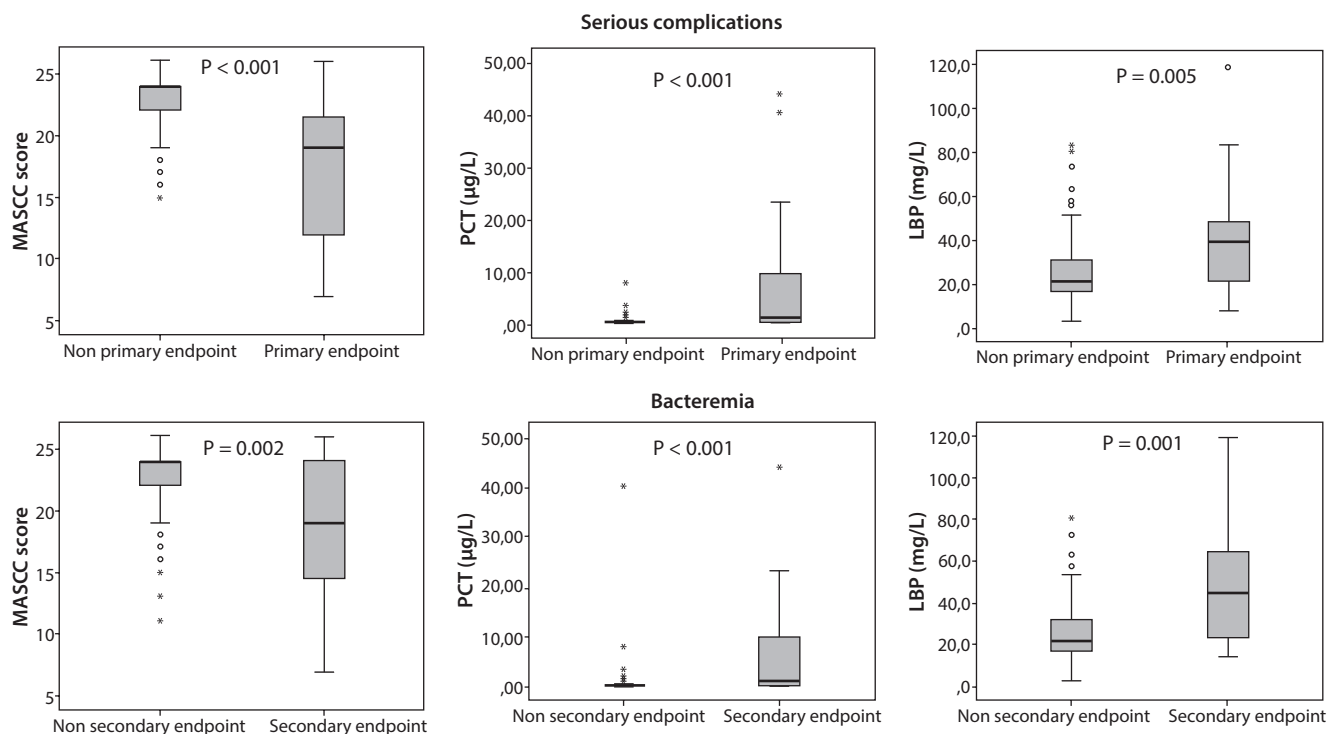 Serious complications
MASCC score
25
20
15
10
5
P < 0.001
Non primary endpoint Primary endpoint
PCT (µg/L)
50,00
40,00
30,00
20,00
10,00
,00
P < 0.001
Non primary endpoint Primary endpoint
LBP (mg/L)
120,0
100,0
80,0
60,0
40,0
20,0
,0
P = 0.005
Non primary endpoint Primary endpoint
Bacteremia
MASCC score
25
20
15
10
5
P = 0.002
Non secondary endpoint Secondary endpoint
PCT (µg/L)
50,00
40,00
30,00
20,00
10,00
,00
P < 0.001
Non secondary endpoint Secondary endpoint
LBP (mg/L)
120,0
100,0
80,0
60,0
40,0
20,0
,0
P = 0.001
Non secondary endpoint Secondary endpoint